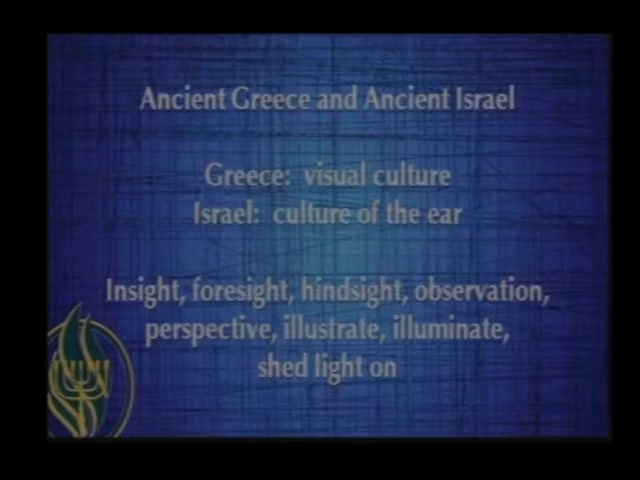 Ancient Greece and Ancient Israel
Greece: visual culture
Israel: culture of the ear
Insight, foresight, hindsight, observation,
perspective, illustrate, illuminate,
shed light on